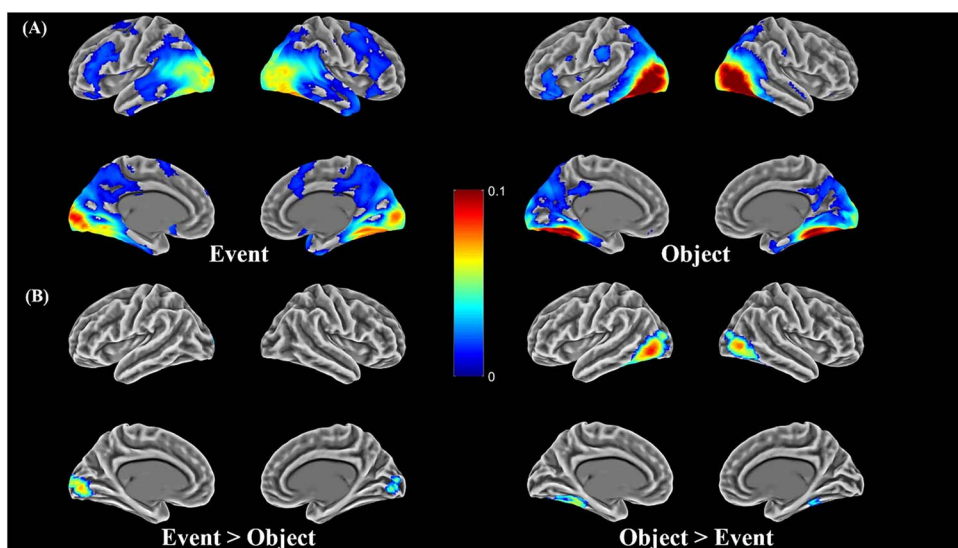 (A)
0.1
Event
Object
(B)
0
Event > Object
Object > Event